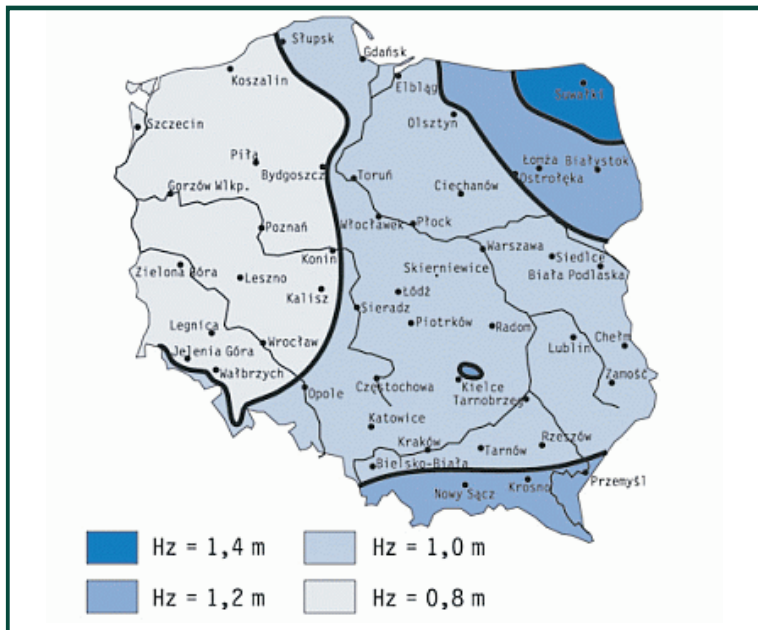 Słupsk
Gdańsk
Koszalin
Elbląg
Suwałki
Olsztyn
Szczecin
Piła
Bydgoszcz
Łomża Białystok
Ostrołęka
Toruń
Gorzów Wlkp.
Ciechanów
Włocławek
Płock
Poznań
Konin
Warszawa
Siedlce
Biała Podlaska
Zielona Góra
Leszno
Skierniewice
Kalisz
Łódź
Sieradz
Piotrków
Radom
Legnica
Wrocław
Lublin
Chełm
Jelenia Góra
Wałbrzych
Opole
Częstochowa
Kielce
Zamość
Tarnobrzeg
Katowice
Kraków
Tarnów
Rzeszów
Bielsko-Biała
Nowy Sącz
Krosno
Przemyśl
Hz = 1,4 m
Hz = 1,0 m
Hz = 1,2 m
Hz = 0,8 m